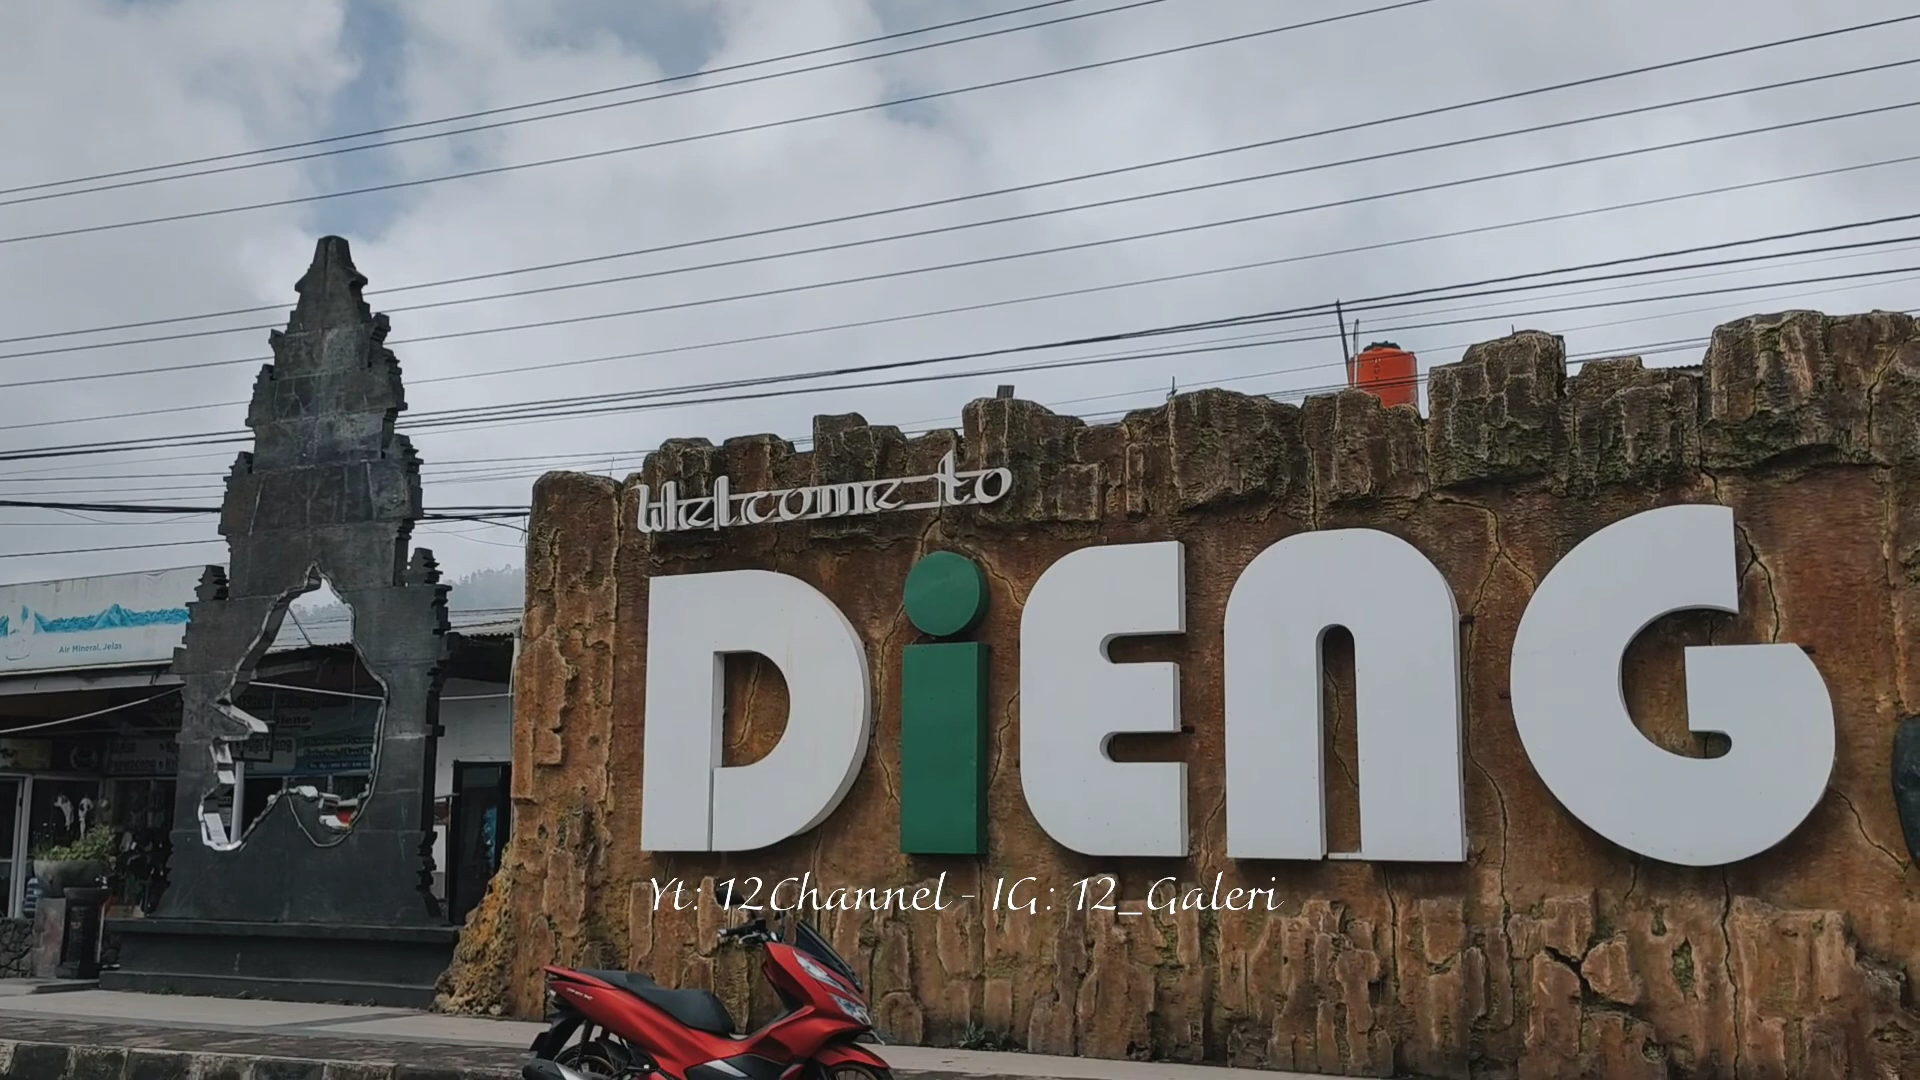 Welcome to
DiENG
Air Mineral, Jelas
Yt: 12Channel - IG: 12_Galeri